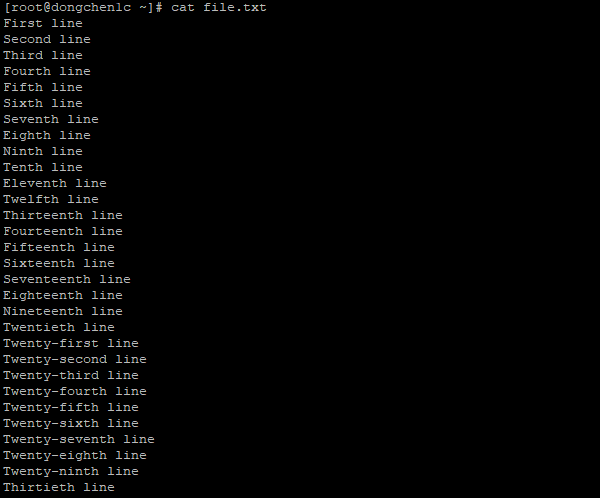 [root@dongchen1c ~]# cat file.txt
First line
Second line
Third line
Fourth line
Fifth line
Sixth line
Seventh line
Eighth line
Ninth line
Tenth line
Eleventh line
Twelfth line
Thirteenth line
Fourteenth line
Fifteenth line
Sixteenth line
Seventeenth line
Eighteenth line
Nineteenth line
Twentieth line
Twenty-first line
Twenty-second line
Twenty-third line
Twenty-fourth line
Twenty-fifth line
Twenty-sixth line
Twenty-seventh line
Twenty-eighth line
Twenty-ninth line
Thirtieth line